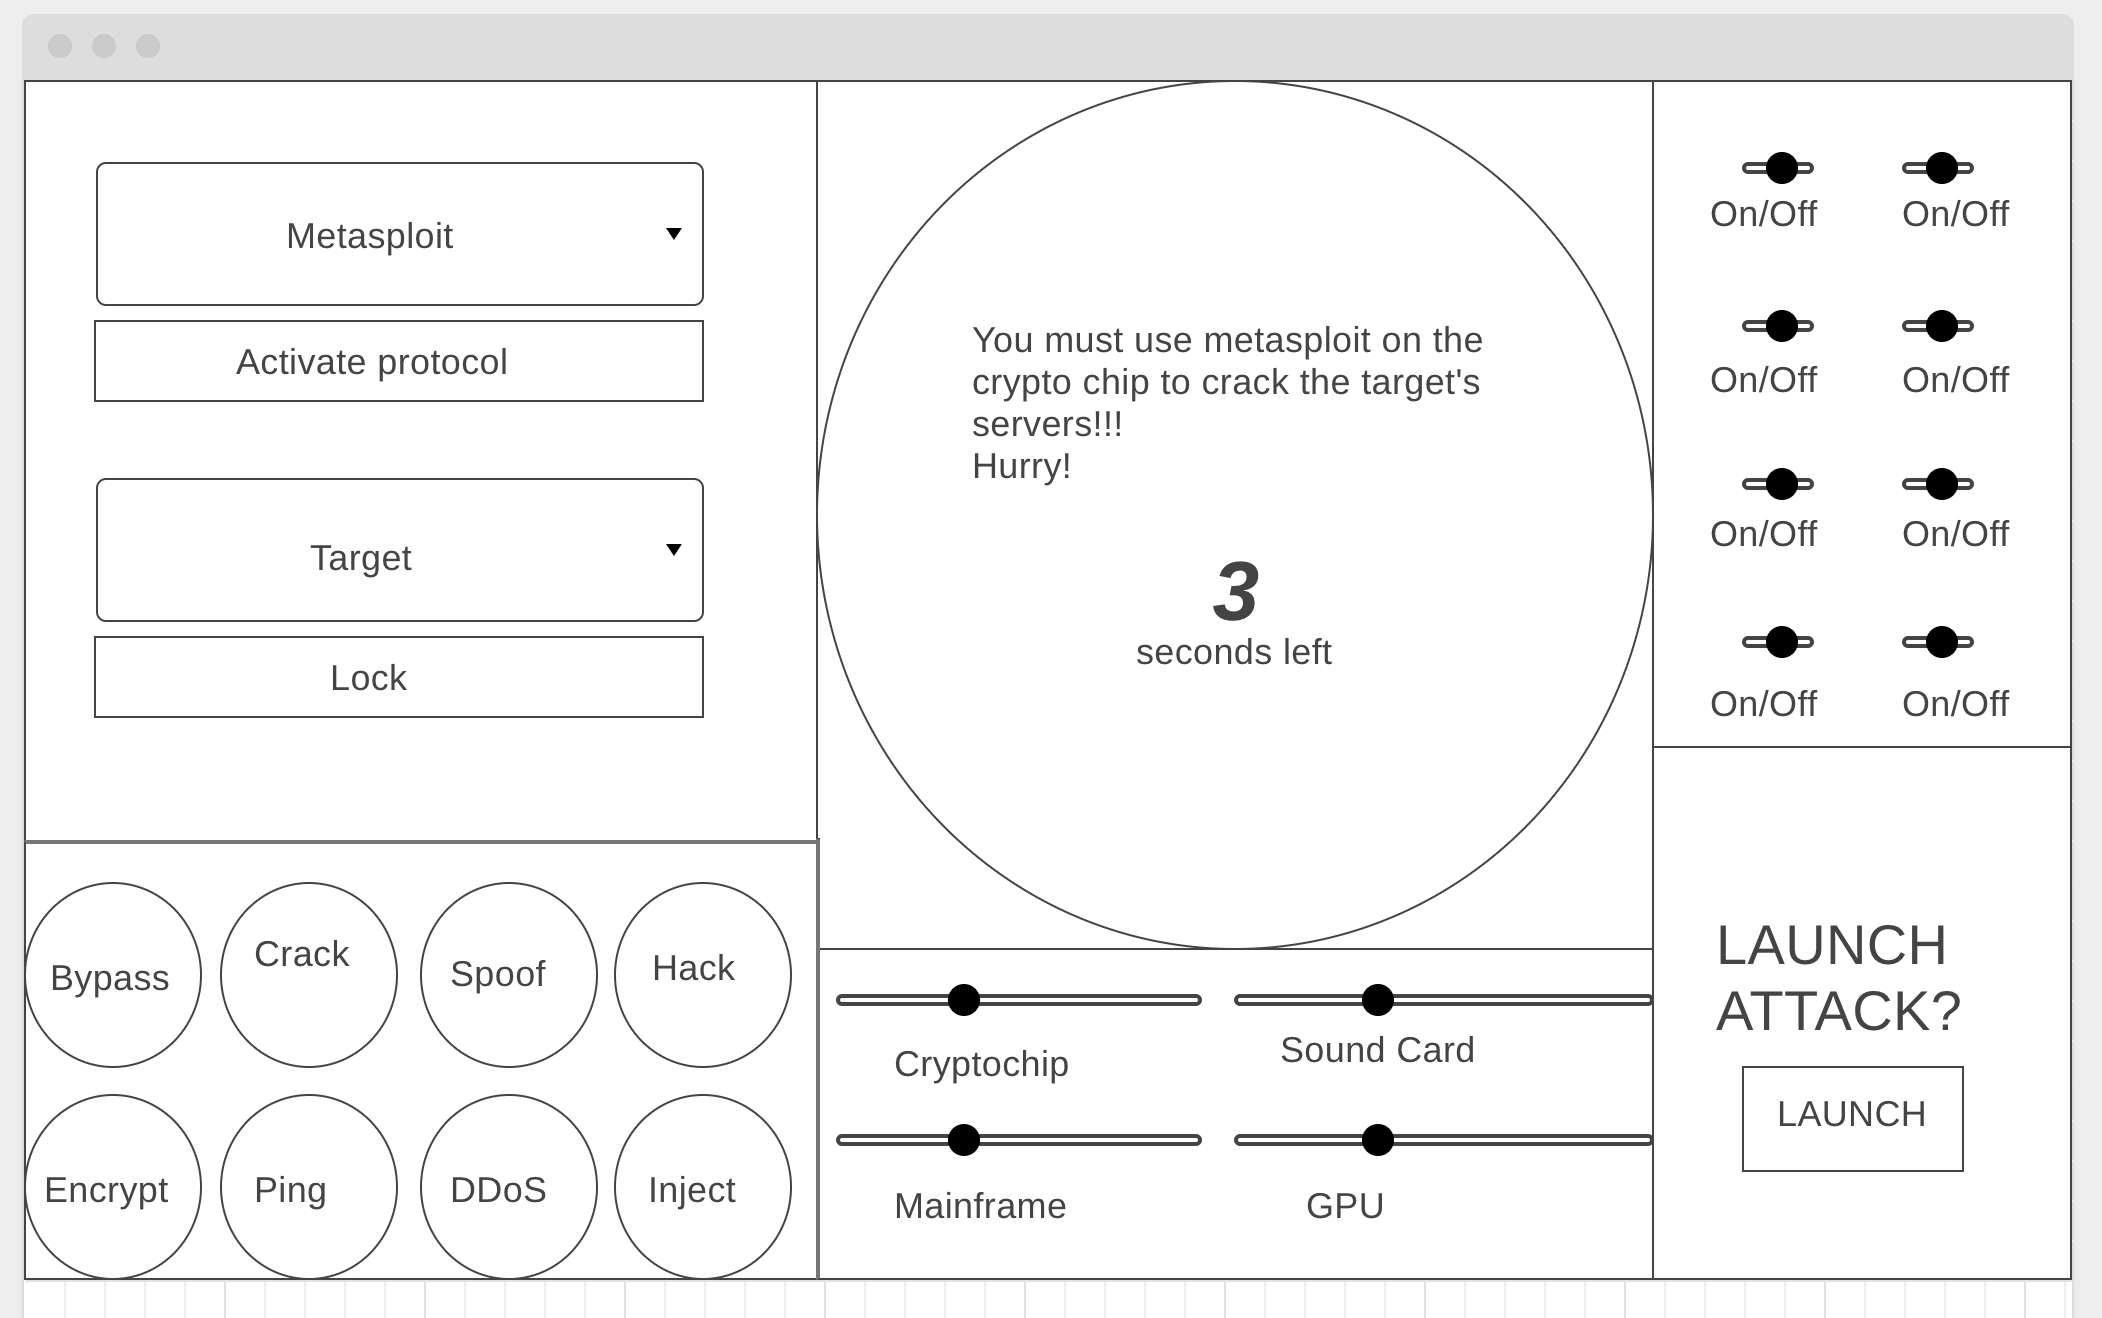 Metasploit
Activate protocol
Target
Lock
You must use metasploit on the
crypto chip to crack the target's
servers!!!
Hurry!
3
seconds left
On/Off On/Off
On/Off On/Off
On/Off On/Off
On/Off On/Off
Bypass Crack Spoof Hack
Encrypt Ping DDoS Inject
Cryptochip Sound Card
Mainframe GPU
LAUNCH
ATTACK?
LAUNCH